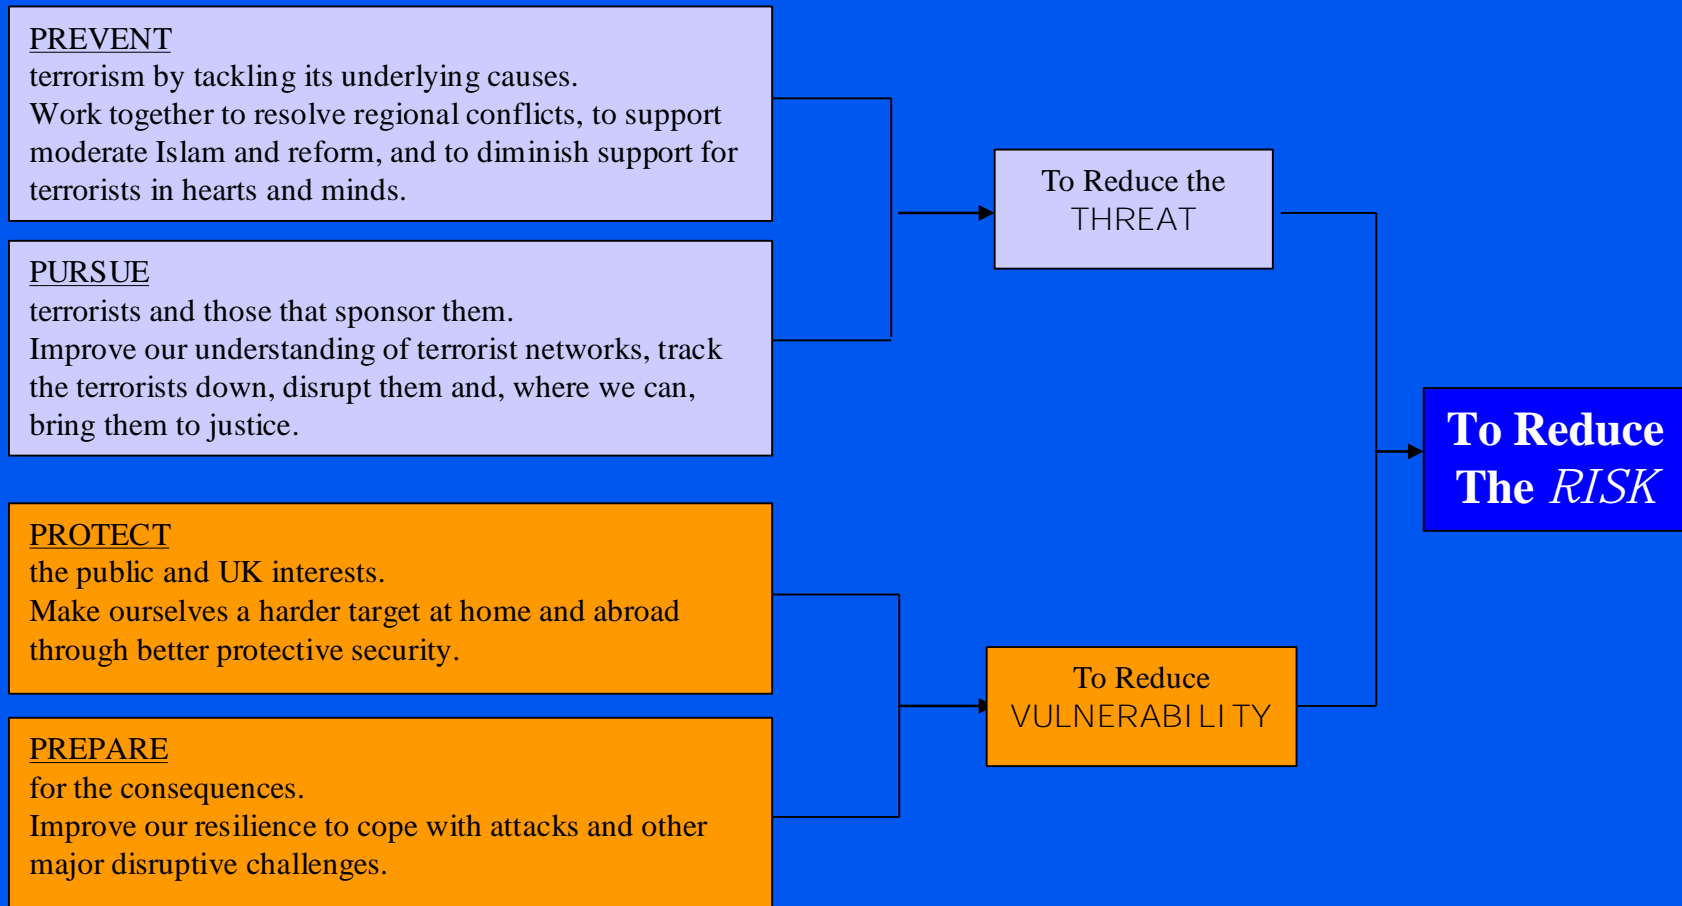 PREVENT
terrorism by tackling its underlying causes.
Work together to resolve regional conflicts, to support
moderate Islam and reform, and to diminish support for
terrorists in hearts and minds.
PURSUE
terrorists and those that sponsor them.
Improve our understanding of terrorist networks, track
the terrorists down, disrupt them and, where we can,
bring them to justice.
PROTECT
the public and UK interests.
Make ourselves a harder target at home and abroad
through better protective security.
PREPARE
for the consequences.
Improve our resilience to cope with attacks and other
major disruptive challenges.
To Reduce the
THREAT
To Reduce
VULNERABILITY
To Reduce
The RISK